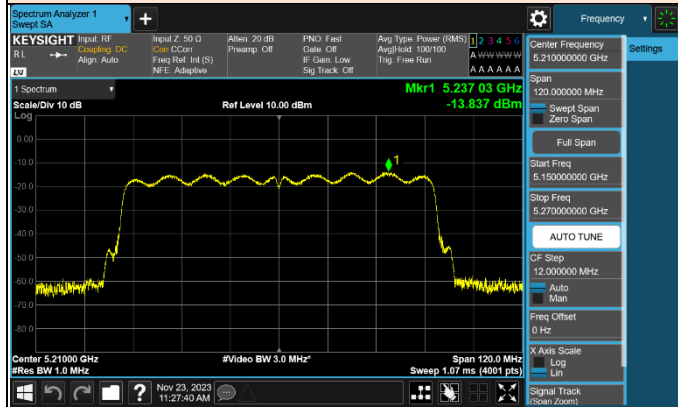 Spectrum Analyzer 1
Swept SA
+
Frequency
KEYSIGHT
RL
Input: RF
Coupling: DC
Align: Auto
Input Z: 50 Ω
Corr CCorr
Freq Ref: Int (S)
NFE: Adaptive
Atten: 20 dB
Preamp: Off
PNO: Fast
Gate: Off
IF Gain: Low
Sig Track: Off
Avg Type: Power (RMS)
Avg|Hold: 100/100
Trig: Free Run
1 2 3 4 5 6
A W W W W W
A A A A A A
LXI
1 Spectrum
Scale/Div 10 dB
Ref Level 10.00 dBm
Mkr1 5.237 03 GHz
-13.837 dBm
Log
0.00
-10.0
-20.0
-30.0
-40.0
-50.0
-60.0
-70.0
-80.0
1
Center 5.21000 GHz
#Video BW 3.0 MHz*
Span 120.0 MHz
#Res BW 1.0 MHz
Sweep 1.07 ms (4001 pts)
?
Nov 23, 2023
11:27:40 AM
Center Frequency
5.210000000 GHz
Settings
Span
120.000000 MHz
Swept Span
Zero Span
Full Span
Start Freq
5.150000000 GHz
Stop Freq
5.270000000 GHz
AUTO TUNE
CF Step
12.000000 MHz
Auto
Man
Freq Offset
0 Hz
X Axis Scale
Log
Lin
Signal Track
(Span Zoom)